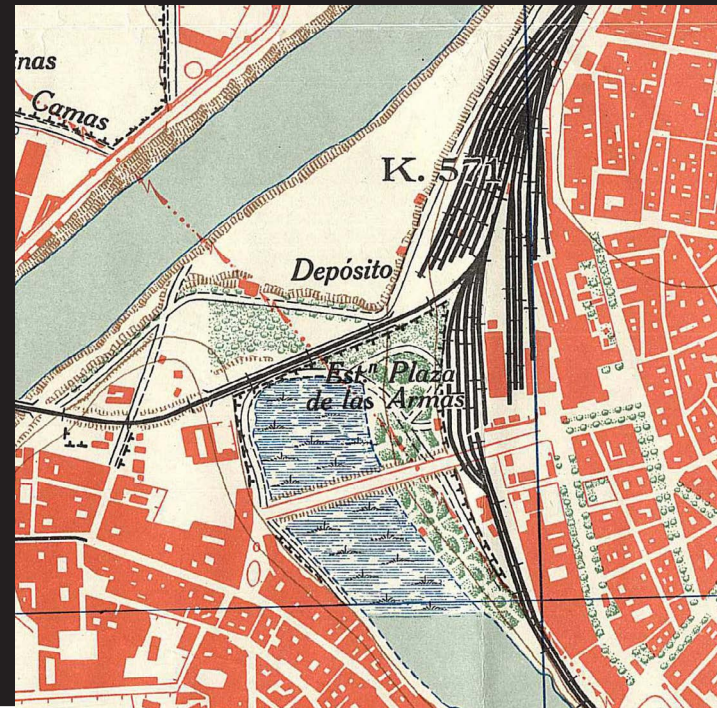 inas
Camas
K. 571
Depósito
Estⁿ Plaza
de las Armas